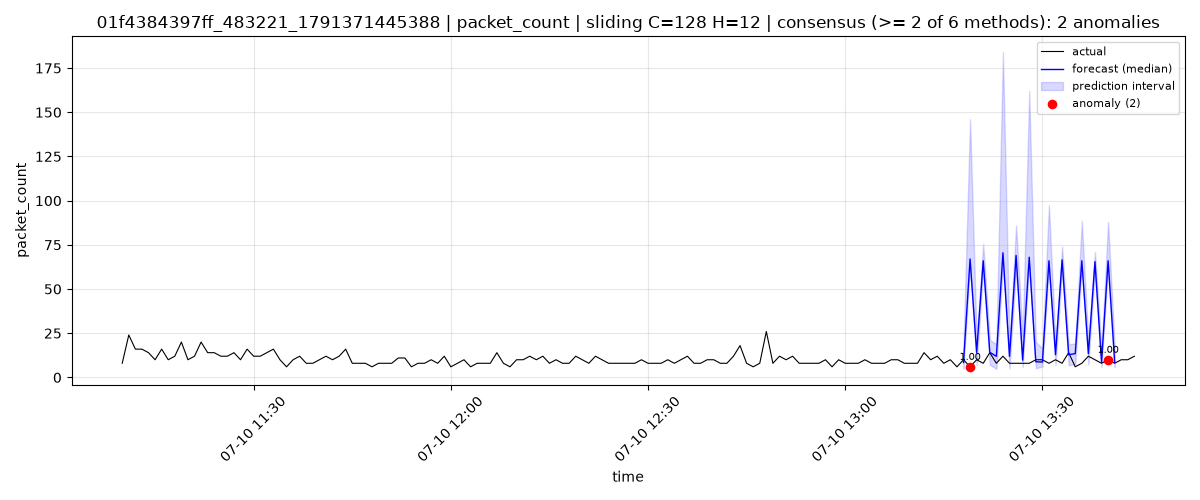 01f4384397ff_483221_1791371445388 | packet_count | sliding C=128 H=12 | consensus (>= 2 of 6 methods): 2 anomalies
actual
forecast (median)
prediction interval
anomaly (2)
packet_count
175
150
125
100
75
50
25
0
1.00
1.00
07-10 11:30
07-10 12:00
07-10 12:30
07-10 13:00
07-10 13:30
time